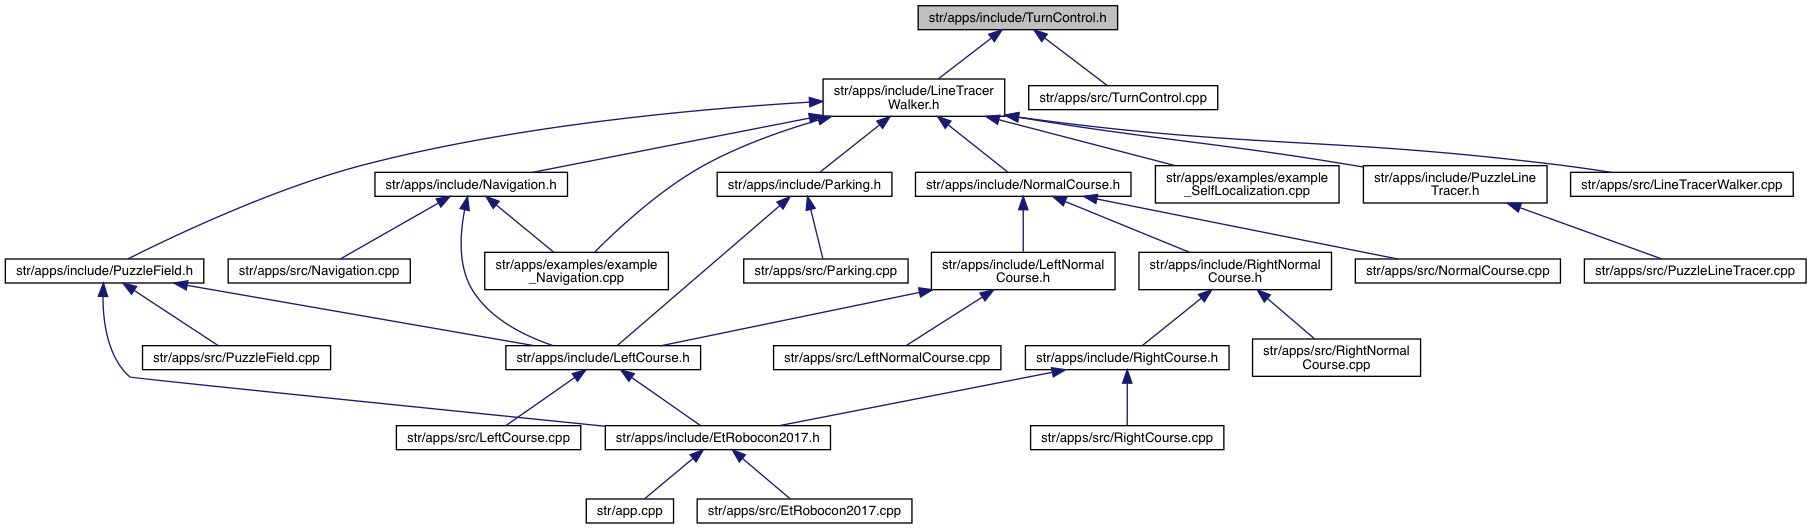 str/apps/include/TurnControl.h
str/apps/include/LineTracer
Walker.h
str/apps/src/TurnControl.cpp
str/apps/include/Navigation.h
str/apps/include/Parking.h
str/apps/include/NormalCourse.h
str/apps/examples/example
_SelfLocalization.cpp
str/apps/include/PuzzleLine
Tracer.h
str/apps/src/LineTracerWalker.cpp
str/apps/include/PuzzleField.h
str/apps/src/Navigation.cpp
str/apps/examples/example
_Navigation.cpp
str/apps/src/Parking.cpp
str/apps/include/LeftNormal
Course.h
str/apps/include/RightNormal
Course.h
str/apps/src/NormalCourse.cpp
str/apps/src/PuzzleLineTracer.cpp
str/apps/src/PuzzleField.cpp
str/apps/include/LeftCourse.h
str/apps/src/LeftNormalCourse.cpp
str/apps/include/RightCourse.h
str/apps/src/RightNormal
Course.cpp
str/apps/src/LeftCourse.cpp
str/apps/include/EtRobocon2017.h
str/apps/src/RightCourse.cpp
str/app.cpp
str/apps/src/EtRobocon2017.cpp